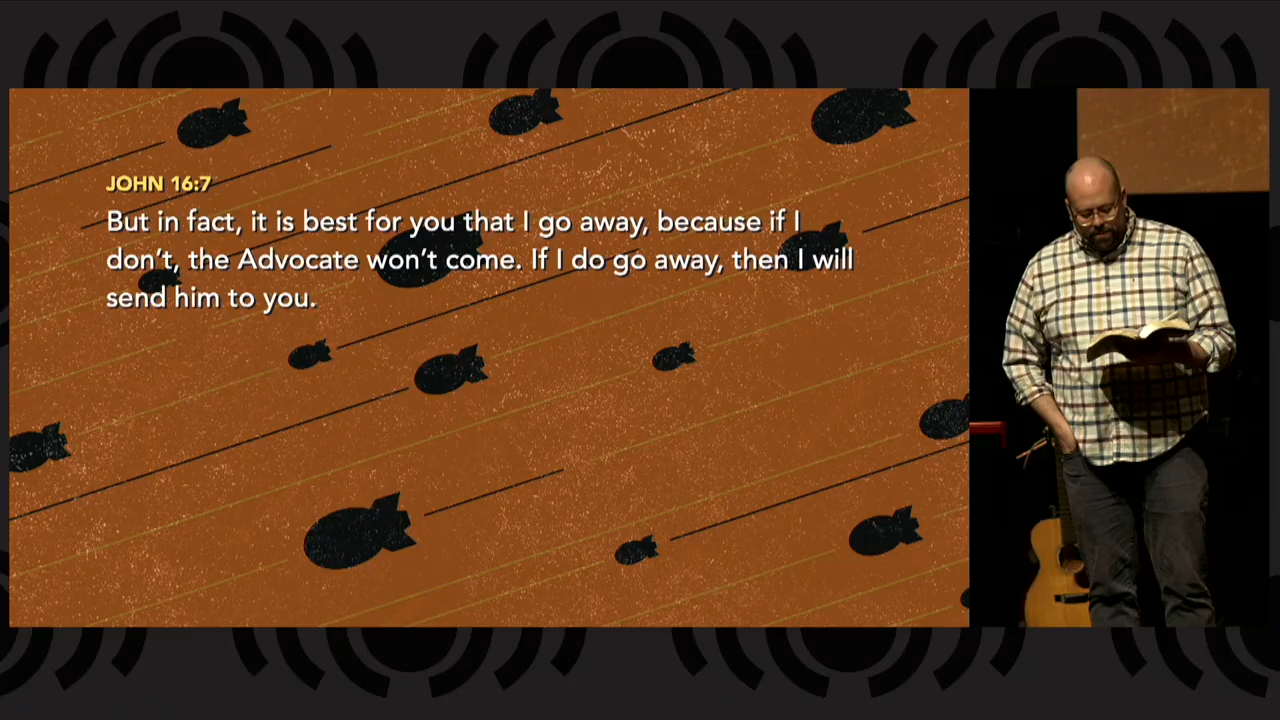 JOHN 16:7
But in fact, it is best for you that I go away, because if I
don't, the Advocate won't come. If I do go away, then I will
send him to you.